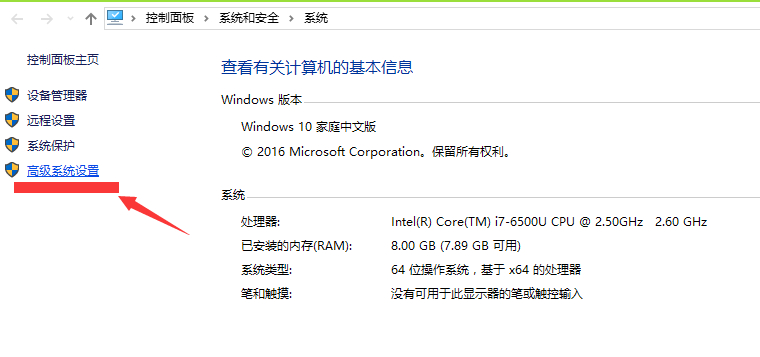 控制面板 系统和安全 系统
控制面板主页
设备管理器
远程设置
系统保护
高级系统设置
查看有关计算机的基本信息
Windows 版本
Windows 10 家庭中文版
© 2016 Microsoft Corporation。保留所有权利。
系统
处理器: Intel(R) Core(TM) i7-6500U CPU @ 2.50GHz 2.60 GHz
已安装的内存(RAM): 8.00 GB (7.89 GB 可用)
系统类型: 64 位操作系统，基于 x64 的处理器
笔和触摸: 没有可用于此显示器的笔或触控输入